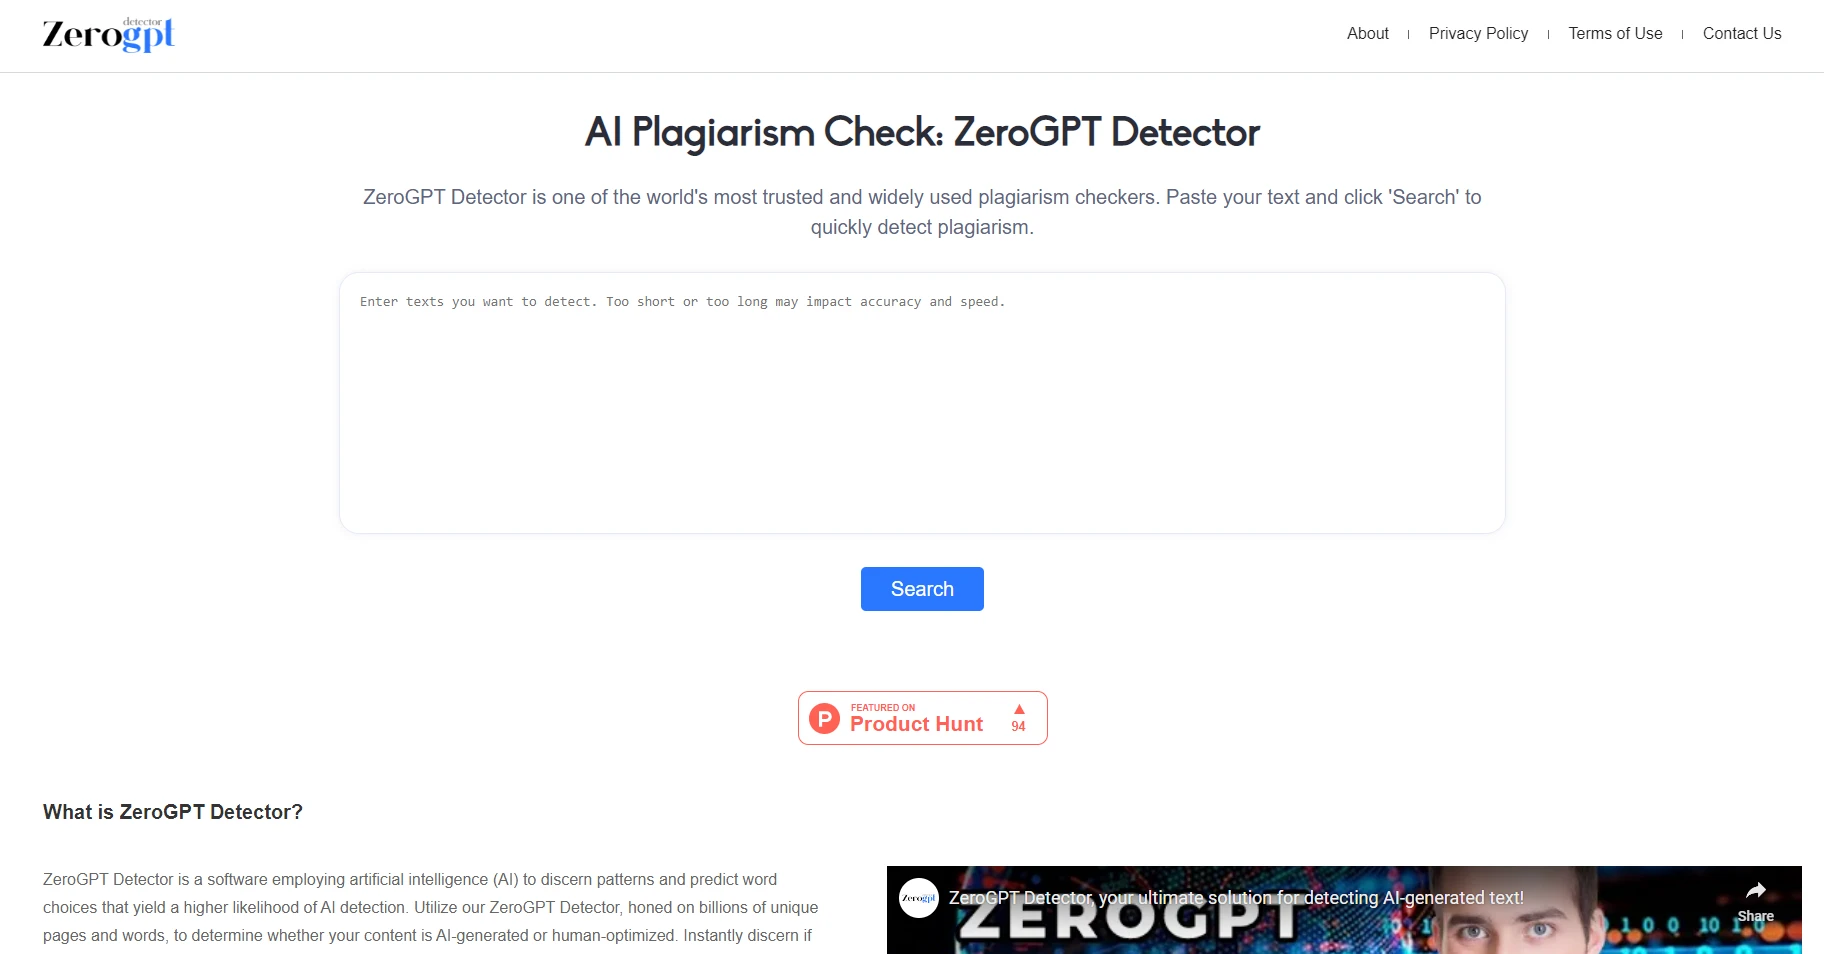 Zerogpt detector
About
Privacy Policy
Terms of Use
Contact Us
AI Plagiarism Check: ZeroGPT Detector
ZeroGPT Detector is one of the world's most trusted and widely used plagiarism checkers. Paste your text and click 'Search' to
quickly detect plagiarism.
Enter texts you want to detect. Too short or too long may impact accuracy and speed.
Search
P
FEATURED ON
Product Hunt
▲
94
What is ZeroGPT Detector?
ZeroGPT Detector is a software employing artificial intelligence (AI) to discern patterns and predict word
choices that yield a higher likelihood of AI detection. Utilize our ZeroGPT Detector, honed on billions of unique
pages and words, to determine whether your content is AI-generated or human-optimized. Instantly discern if
Zerogpt
ZeroGPT Detector, your ultimate solution for detecting AI-generated text!
Share
ZEROGPT